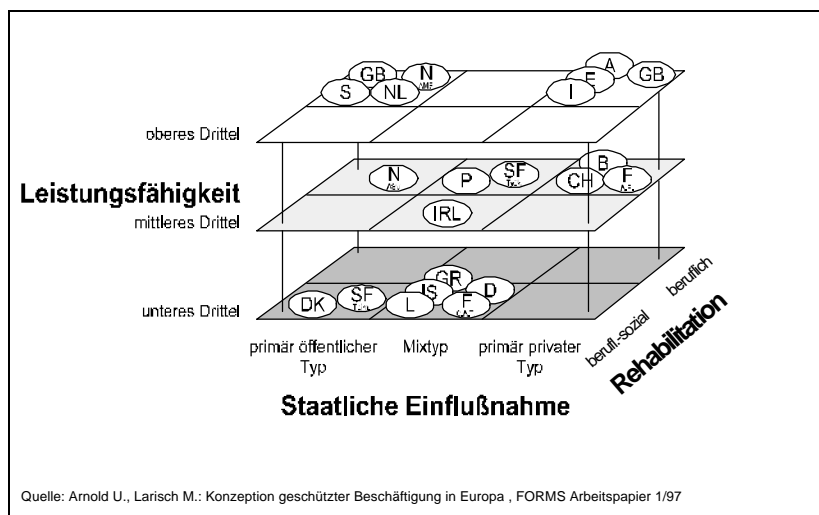 GB N
A
S NL
I GB
oberes Drittel
Leistungsfähigkeit
N P SF B
CH F
IRL
mittleres Drittel
GR
DK SF IS D
L F
unteres Drittel
primär öffentlicher Typ
Mixtyp
primär privater Typ
berufl.-sozial
beruflich
Rehabilitation
Staatliche Einflußnahme
Quelle: Arnold U., Larisch M.: Konzeption geschützter Beschäftigung in Europa , FORMS Arbeitspapier 1/97